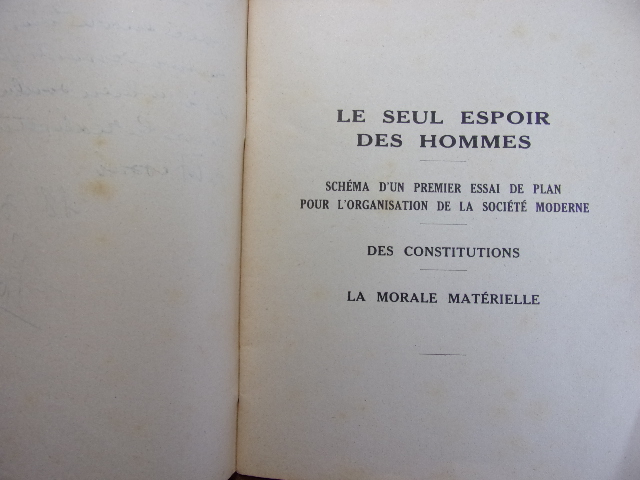 LE SEUL ESPOIR
DES HOMMES
SCHÉMA D'UN PREMIER ESSAI DE PLAN
POUR L'ORGANISATION DE LA SOCIÉTÉ MODERNE
DES CONSTITUTIONS
LA MORALE MATÉRIELLE